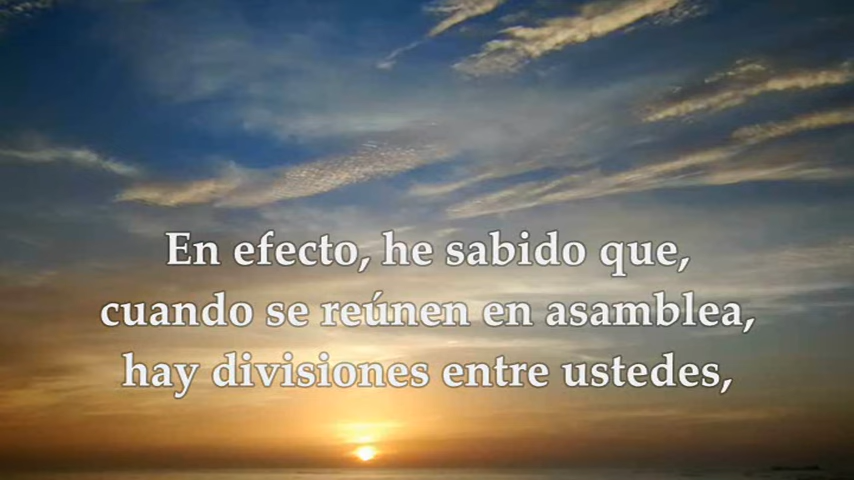 En efecto, he sabido que,
cuando se reúnen en asamblea,
hay divisiones entre ustedes,